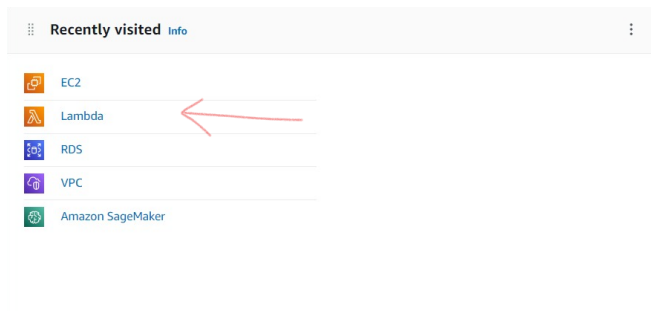 Recently visited Info
EC2
Lambda
RDS
VPC
Amazon SageMaker